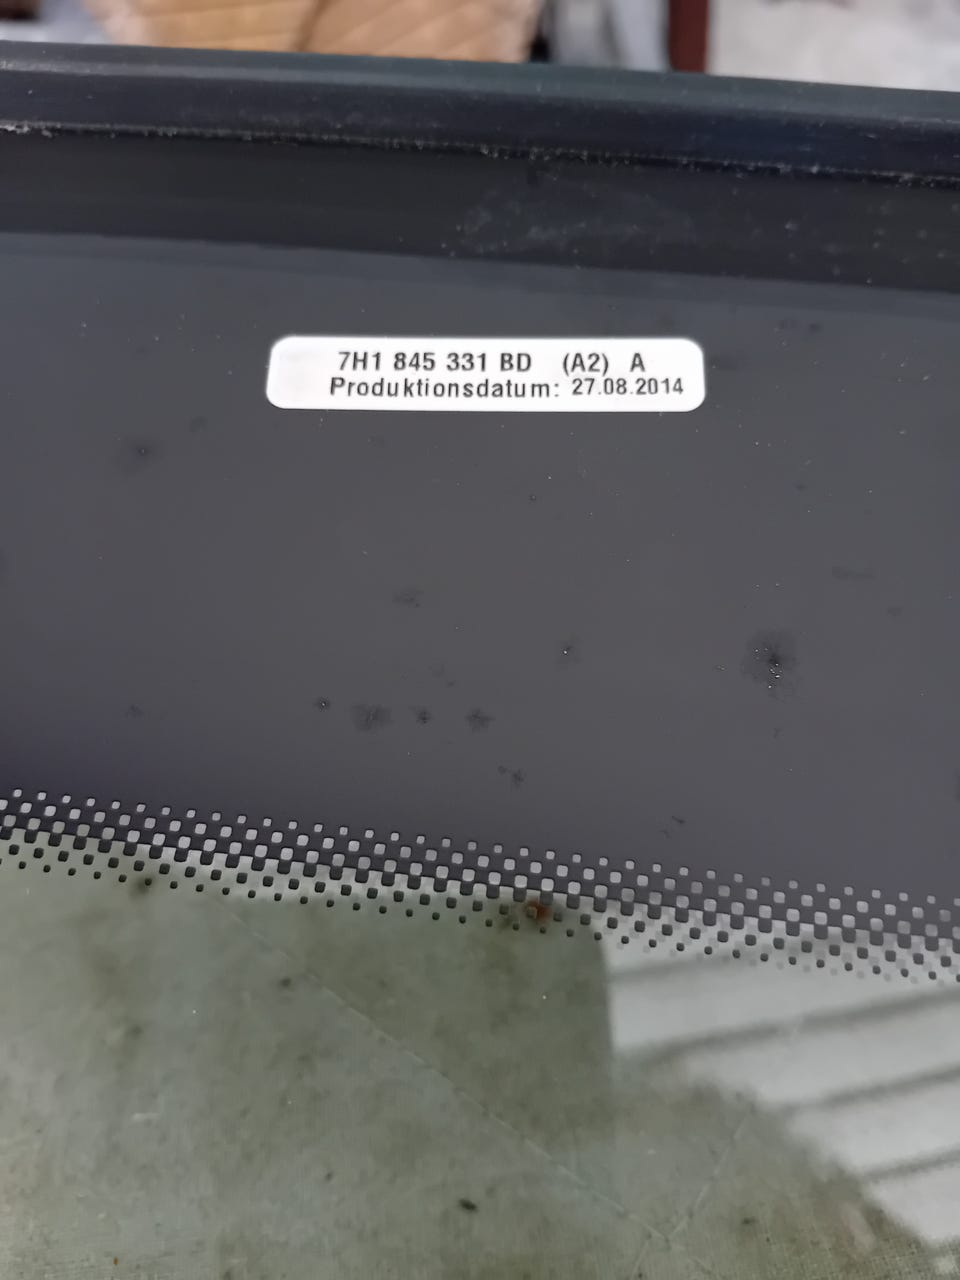 7H1 845 331 BD (A2) A
Produktionsdatum: 27.08.2014